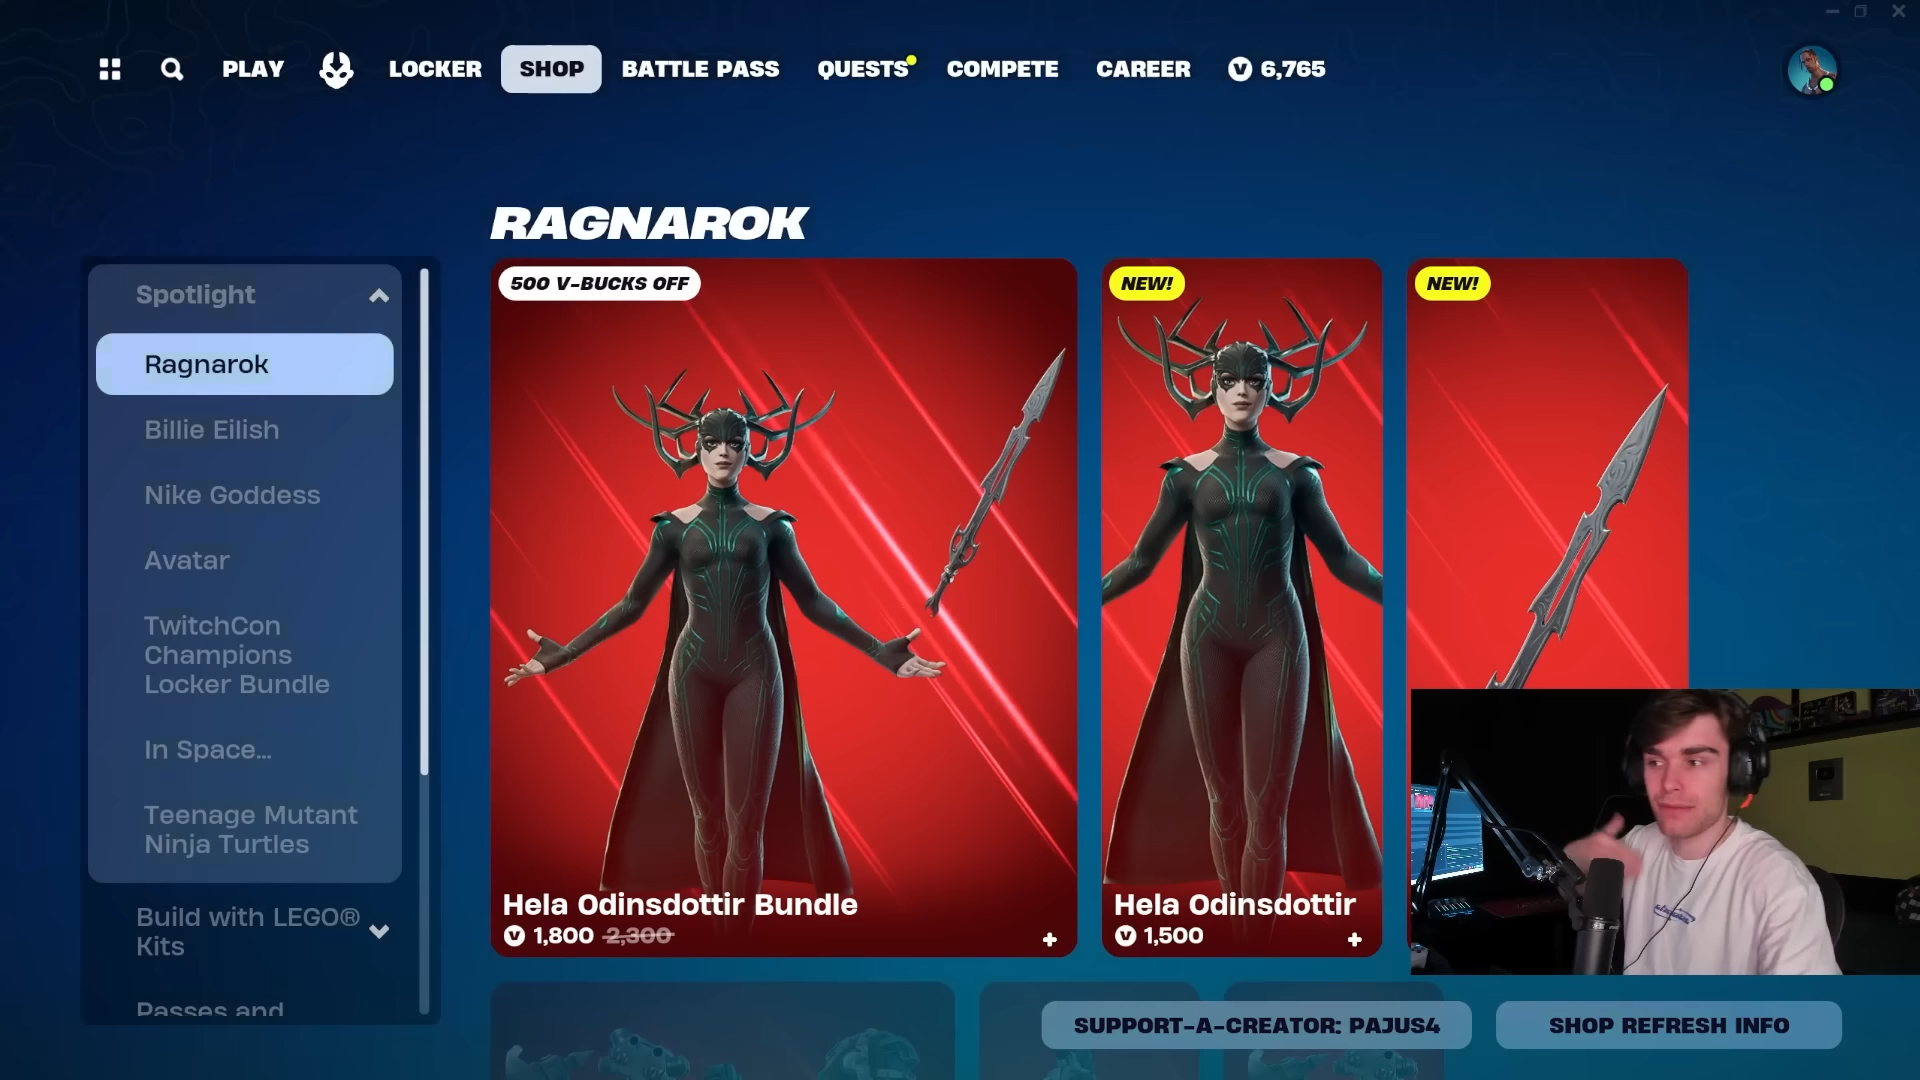 PLAY
LOCKER
SHOP
BATTLE PASS
QUESTS
COMPETE
CAREER
6,765
RAGNAROK
Spotlight
Ragnarok
Billie Eilish
Nike Goddess
Avatar
TwitchCon
Champions
Locker Bundle
In Space...
Teenage Mutant
Ninja Turtles
Build with LEGO®
Kits
Passes and
500 V-BUCKS OFF
Hela Odinsdottir Bundle
1,800 2,300
NEW!
Hela Odinsdottir
1,500
NEW!
SUPPORT-A-CREATOR: PAJUS4
SHOP REFRESH INFO